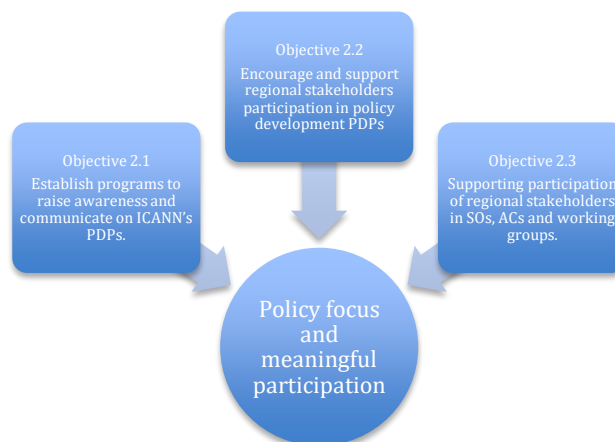 Objective 2.2
Encourage and support
regional stakeholders
participation in policy
development PDPs
Objective 2.1
Establish programs to
raise awareness and
communicate on ICANN's
PDPs.
Objective 2.3
Supporting participation
of regional stakeholders
in SOs, ACs and working
groups.
Policy focus
and
meaningful
participation